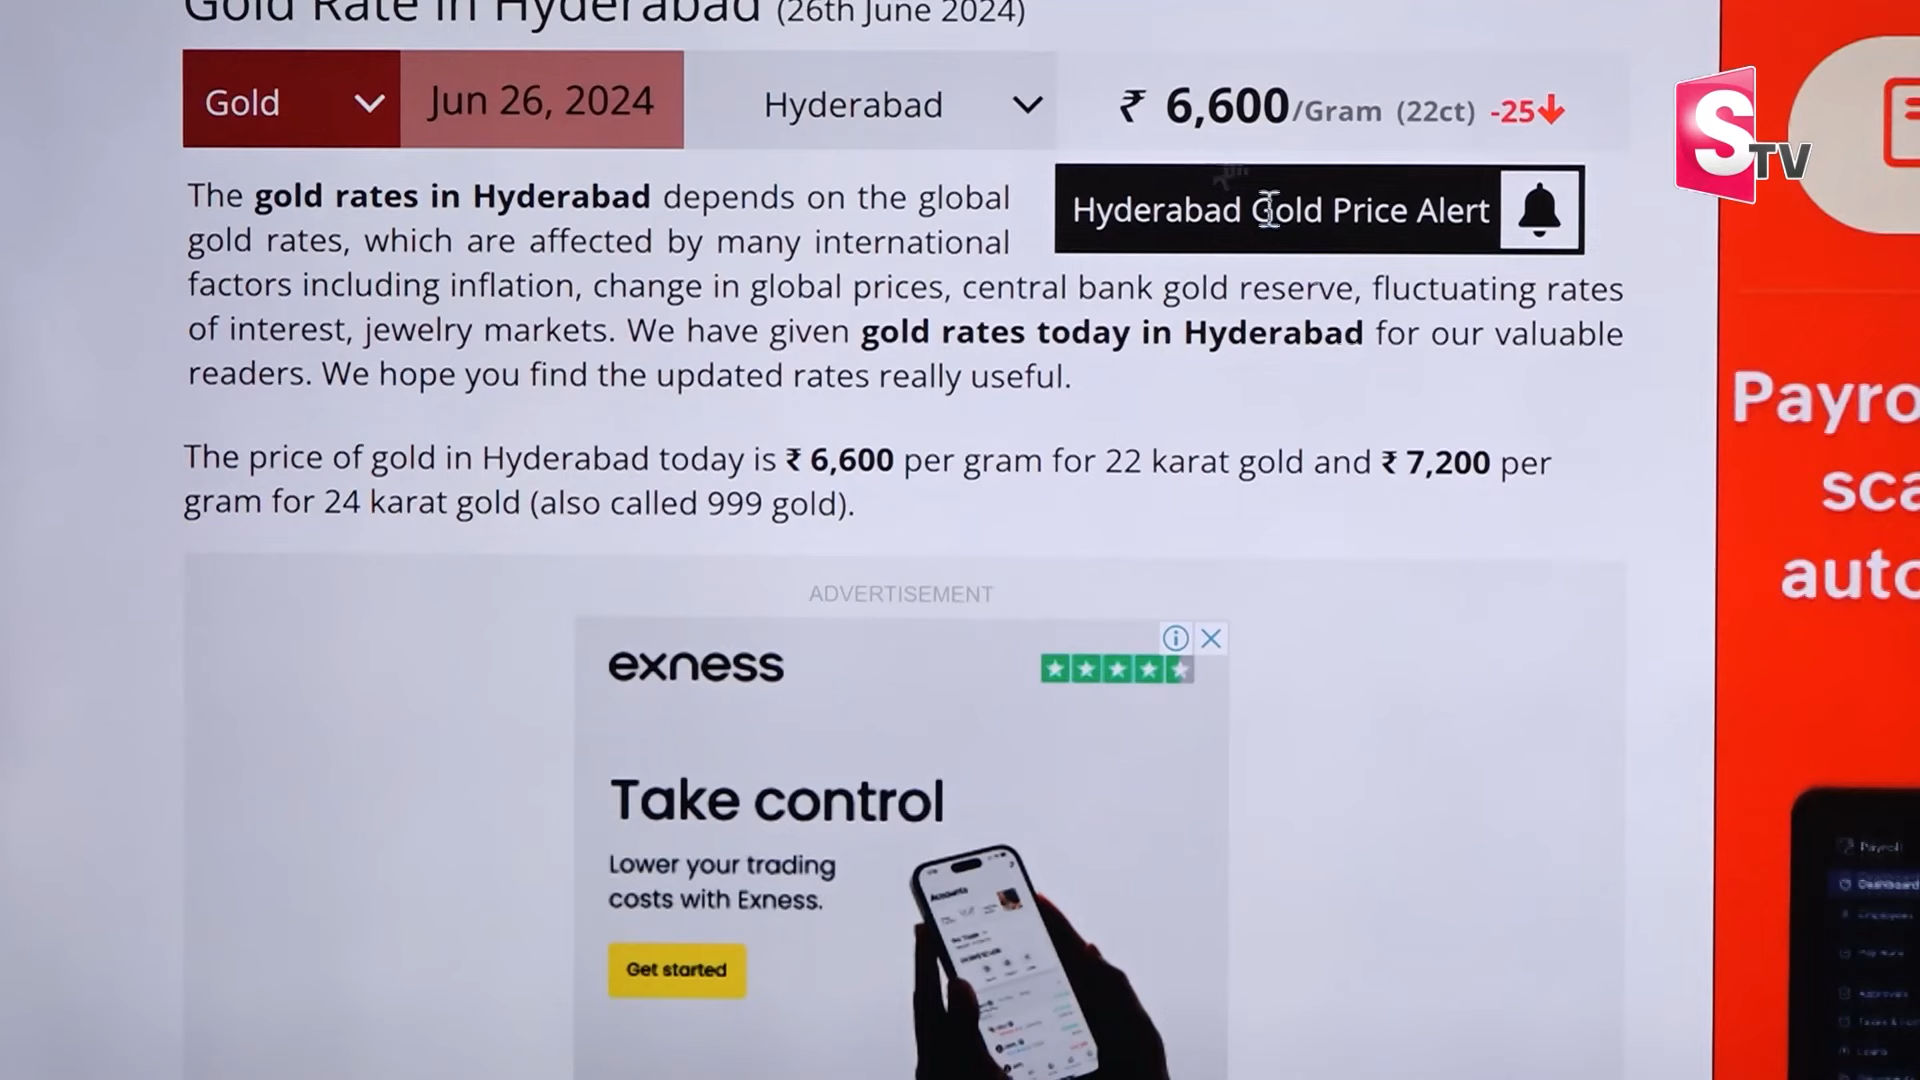 Gold Rate in Hyderabad (26th June 2024)
Gold
Jun 26, 2024
Hyderabad
₹ 6,600/Gram (22ct) -25
S TV
Hyderabad Gold Price Alert
The gold rates in Hyderabad depends on the global
gold rates, which are affected by many international
factors including inflation, change in global prices, central bank gold reserve, fluctuating rates
of interest, jewelry markets. We have given gold rates today in Hyderabad for our valuable
readers. We hope you find the updated rates really useful.
The price of gold in Hyderabad today is ₹ 6,600 per gram for 22 karat gold and ₹ 7,200 per
gram for 24 karat gold (also called 999 gold).
ADVERTISEMENT
exness
Take control
Lower your trading
costs with Exness.
Get started
Payro
sca
auto
Payroll
Dashboard